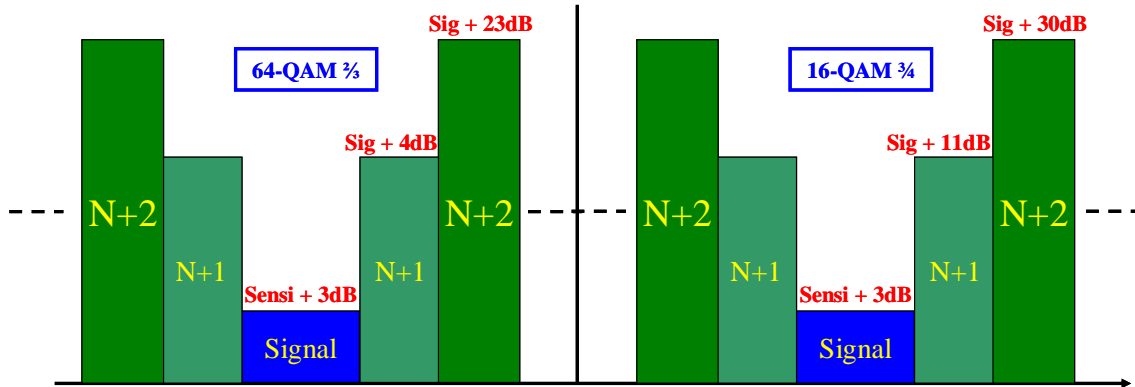 Sig + 23dB
Sig + 30dB
64-QAM ⅔
16-QAM ¾
Sig + 4dB
Sig + 11dB
N+2
N+2
N+2
N+2
N+1
N+1
N+1
N+1
Sensi + 3dB
Sensi + 3dB
Signal
Signal